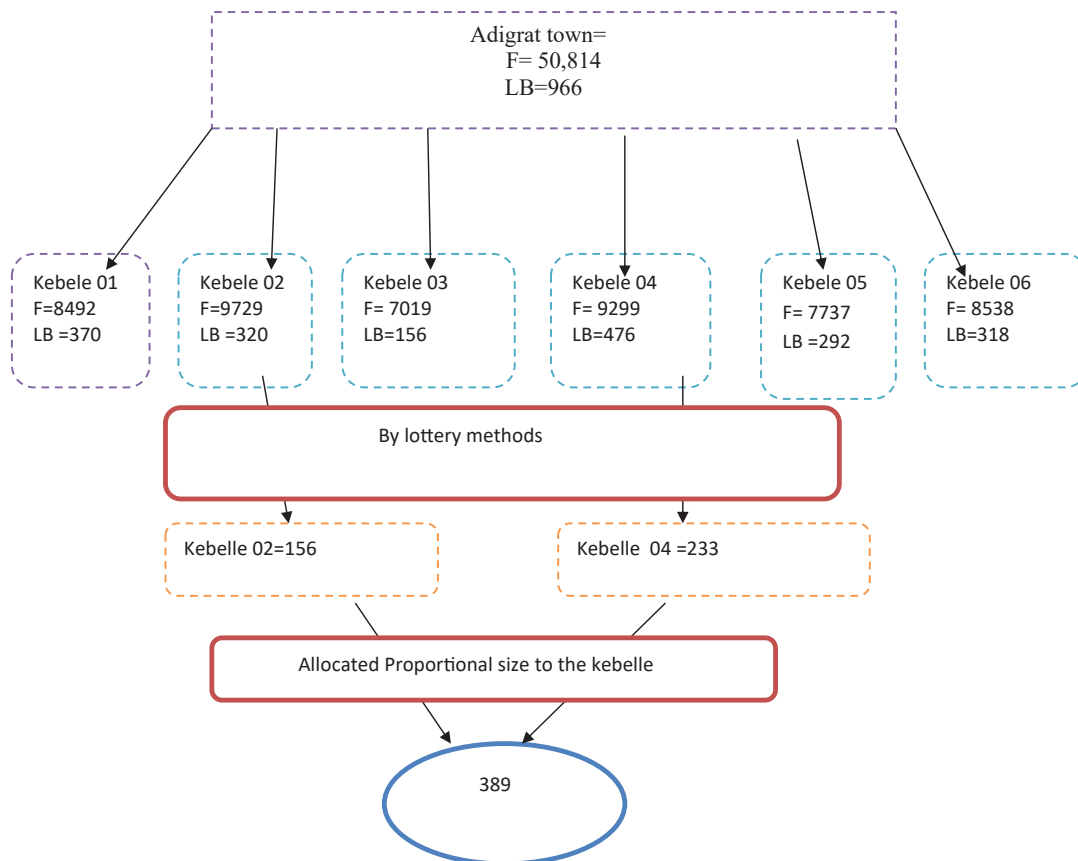 Adigrat town=
F= 50,814
LB=966
Kebele 01
F=8492
LB =370
Kebele 02
F=9729
LB =320
Kebele 03
F= 7019
LB=156
Kebele 04
F= 9299
LB=476
Kebele 05
F= 7737
LB =292
Kebele 06
F= 8538
LB=318
By lottery methods
Kebelle 02=156
Kebelle 04 =233
Allocated Proportional size to the kebelle
389